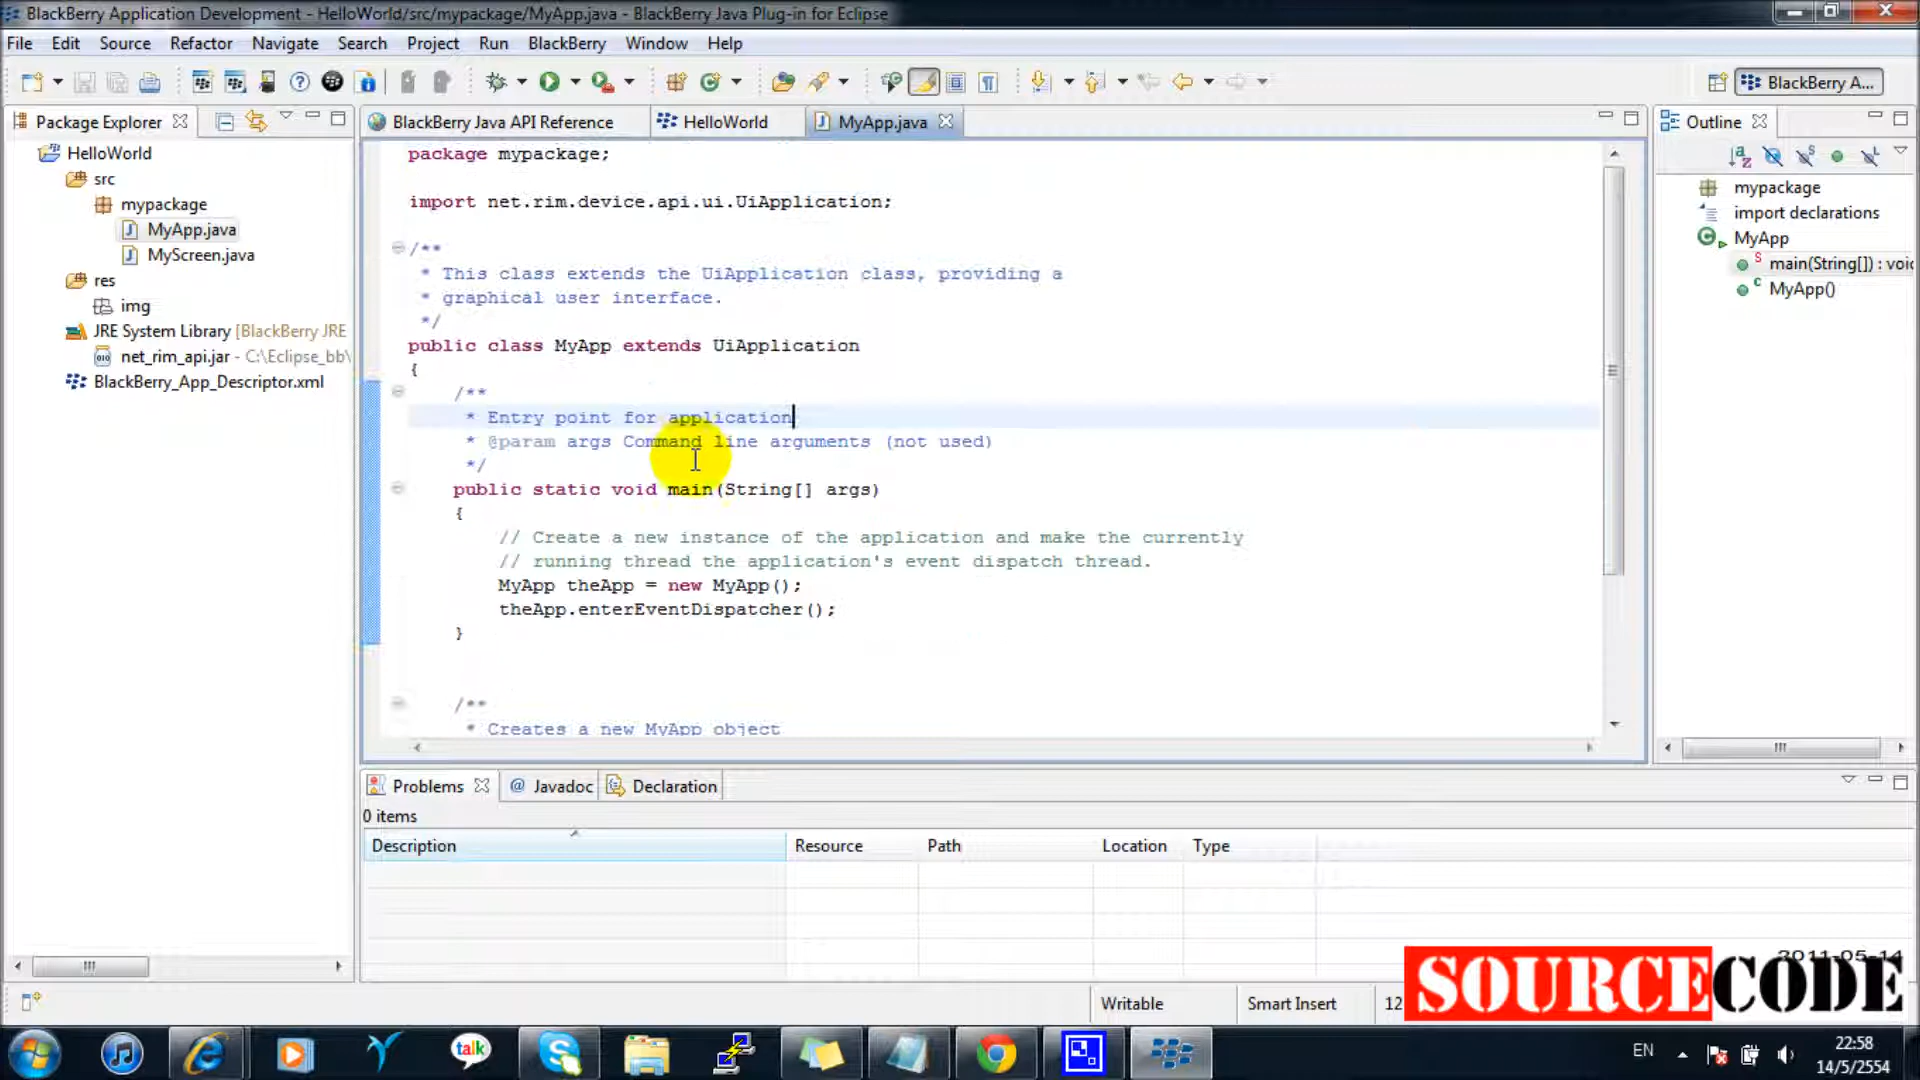 BlackBerry Application Development - HelloWorld/src/mypackage/MyApp.java - BlackBerry Java Plug-in for Eclipse
File Edit Source Refactor Navigate Search Project Run BlackBerry Window Help
BlackBerry A...
Package Explorer
HelloWorld
src
mypackage
MyApp.java
MyScreen.java
res
img
JRE System Library [BlackBerry JRE
net_rim_api.jar - C:\Eclipse_bb\
BlackBerry_App_Descriptor.xml
BlackBerry Java API Reference
HelloWorld
MyApp.java
package mypackage;
import net.rim.device.api.ui.UiApplication;
/**
* This class extends the UiApplication class, providing a
* graphical user interface.
*/
public class MyApp extends UiApplication
{
/**
* Entry point for application
* @param args Command line arguments (not used)
*/
public static void main(String[] args)
{
// Create a new instance of the application and make the currently
// running thread the application's event dispatch thread.
MyApp theApp = new MyApp();
theApp.enterEventDispatcher();
}
/**
* Creates a new MyApp object
Outline
mypackage
import declarations
MyApp
main(String[]) : void
MyApp()
Problems
@ Javadoc
Declaration
0 items
Description Resource Path Location Type
Writable
Smart Insert
12
2011-05-14
SOURCECODE
talk
EN
22:58
14/5/2554